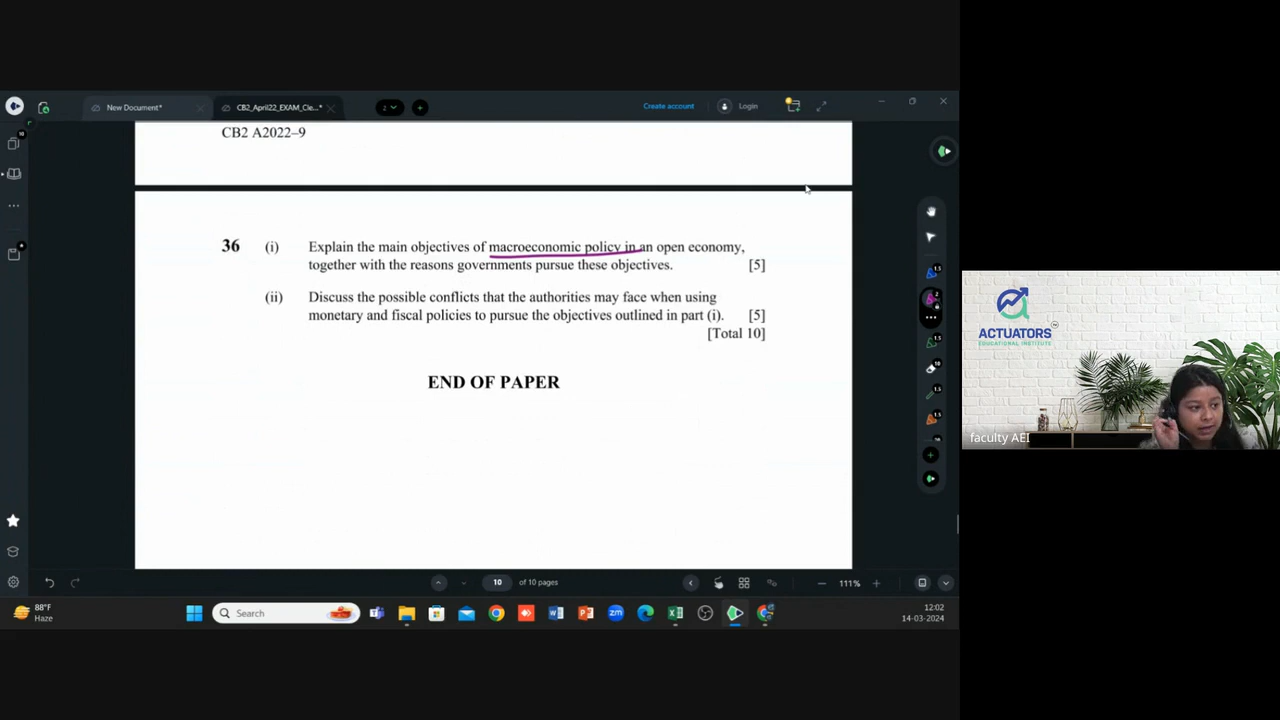 New Document*
CB2_April22_EXAM_Cle...*
2
Create account
Login
CB2 A2022–9
36 (i) Explain the main objectives of macroeconomic policy in an open economy,
together with the reasons governments pursue these objectives. [5]
(ii) Discuss the possible conflicts that the authorities may face when using
monetary and fiscal policies to pursue the objectives outlined in part (i). [5]
[Total 10]
END OF PAPER
10 of 10 pages
111%
88°F
Haze
Search
12:02
14-03-2024
ACTUATORS
EDUCATIONAL INSTITUTE
faculty AEI